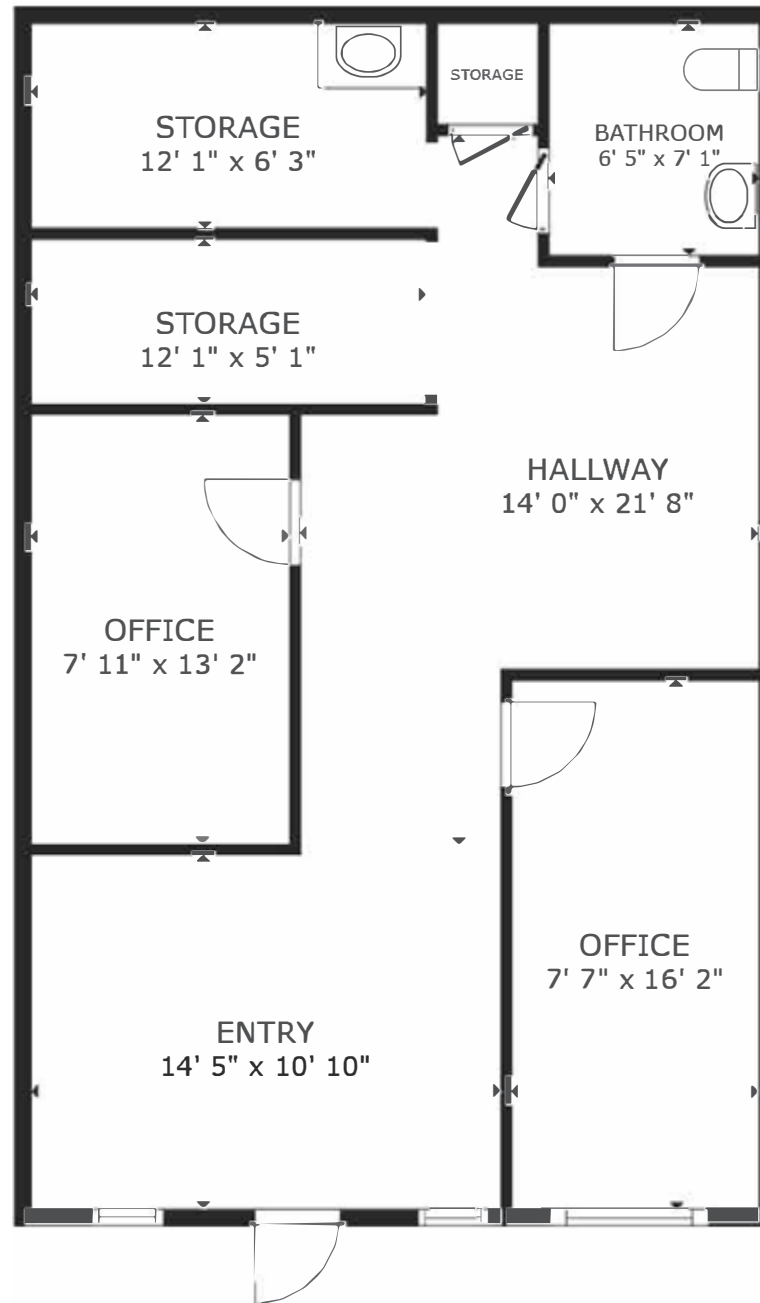 STORAGE
STORAGE
12' 1" x 6' 3"
BATHROOM
6' 5" x 7' 1"
STORAGE
12' 1" x 5' 1"
HALLWAY
14' 0" x 21' 8"
OFFICE
7' 11" x 13' 2"
OFFICE
7' 7" x 16' 2"
ENTRY
14' 5" x 10' 10"